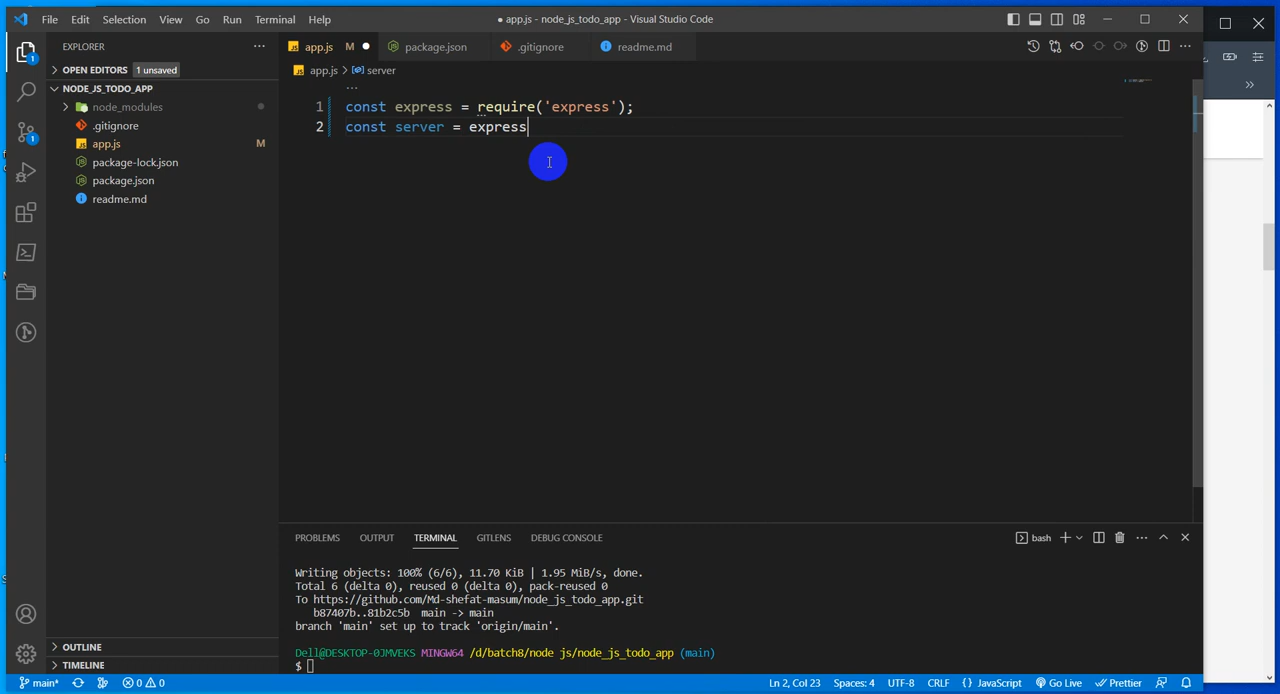 File Edit Selection View Go Run Terminal Help
● app.js - node_js_todo_app - Visual Studio Code
EXPLORER
app.js M
package.json
.gitignore
readme.md
OPEN EDITORS 1 unsaved
app.js > server
NODE_JS_TODO_APP
node_modules
.gitignore
app.js M
package-lock.json
package.json
readme.md
1 const express = require('express');
2 const server = express
PROBLEMS OUTPUT TERMINAL GITLENS DEBUG CONSOLE
bash
Writing objects: 100% (6/6), 11.70 KiB | 1.95 MiB/s, done.
Total 6 (delta 0), reused 0 (delta 0), pack-reused 0
To https://github.com/Md-shefat-masum/node_js_todo_app.git
b87407b..81b2c5b main -> main
branch 'main' set up to track 'origin/main'.
Dell@DESKTOP-0JMVEKS MINGW64 /d/batch8/node js/node_js_todo_app (main)
$
OUTLINE
TIMELINE
main* 0 0 Ln 2, Col 23 Spaces: 4 UTF-8 CRLF {} JavaScript Go Live Prettier
1
1